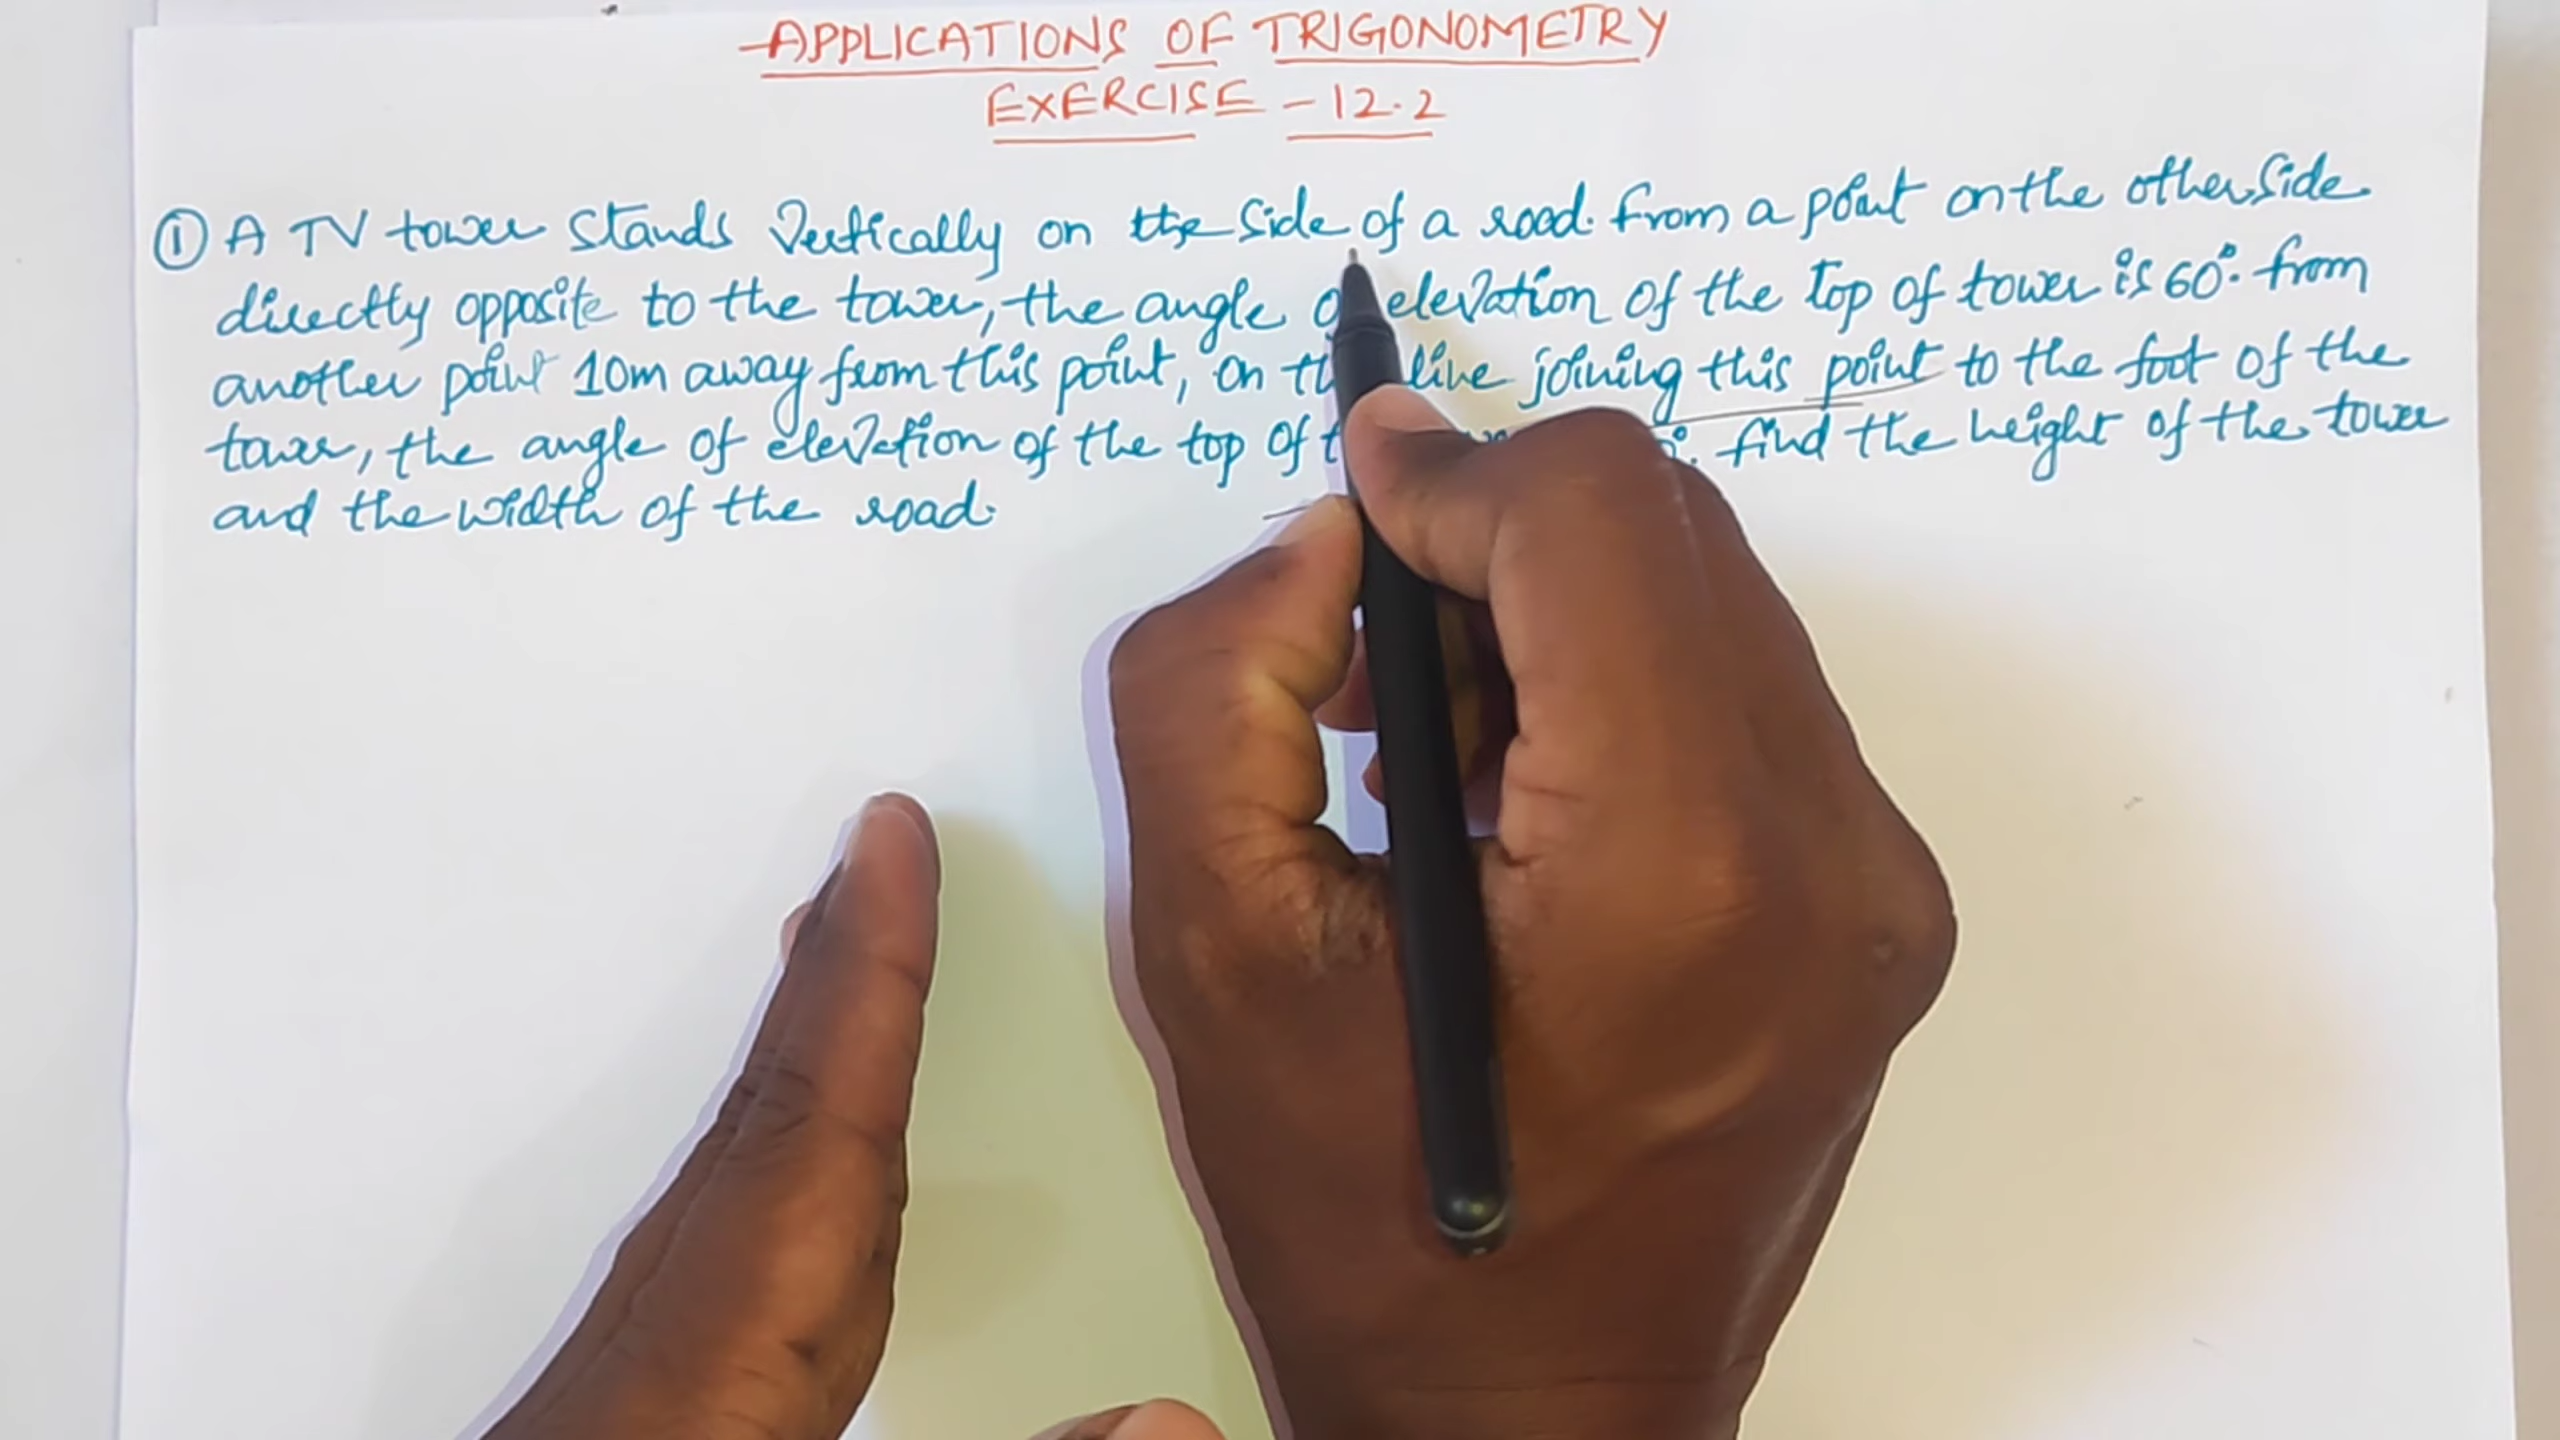 APPLICATIONS OF TRIGONOMETRY
EXERCISE - 12.2
① A TV tower stands Vertically on the side of a road. from a point on the other side
directly opposite to the tower, the angle elevation of the top of tower is 60°. from
another point 10m away from this point, on line joining this point to the foot of the
tower, the angle of elevation of the top of find the height of the tower
and the width of the road.